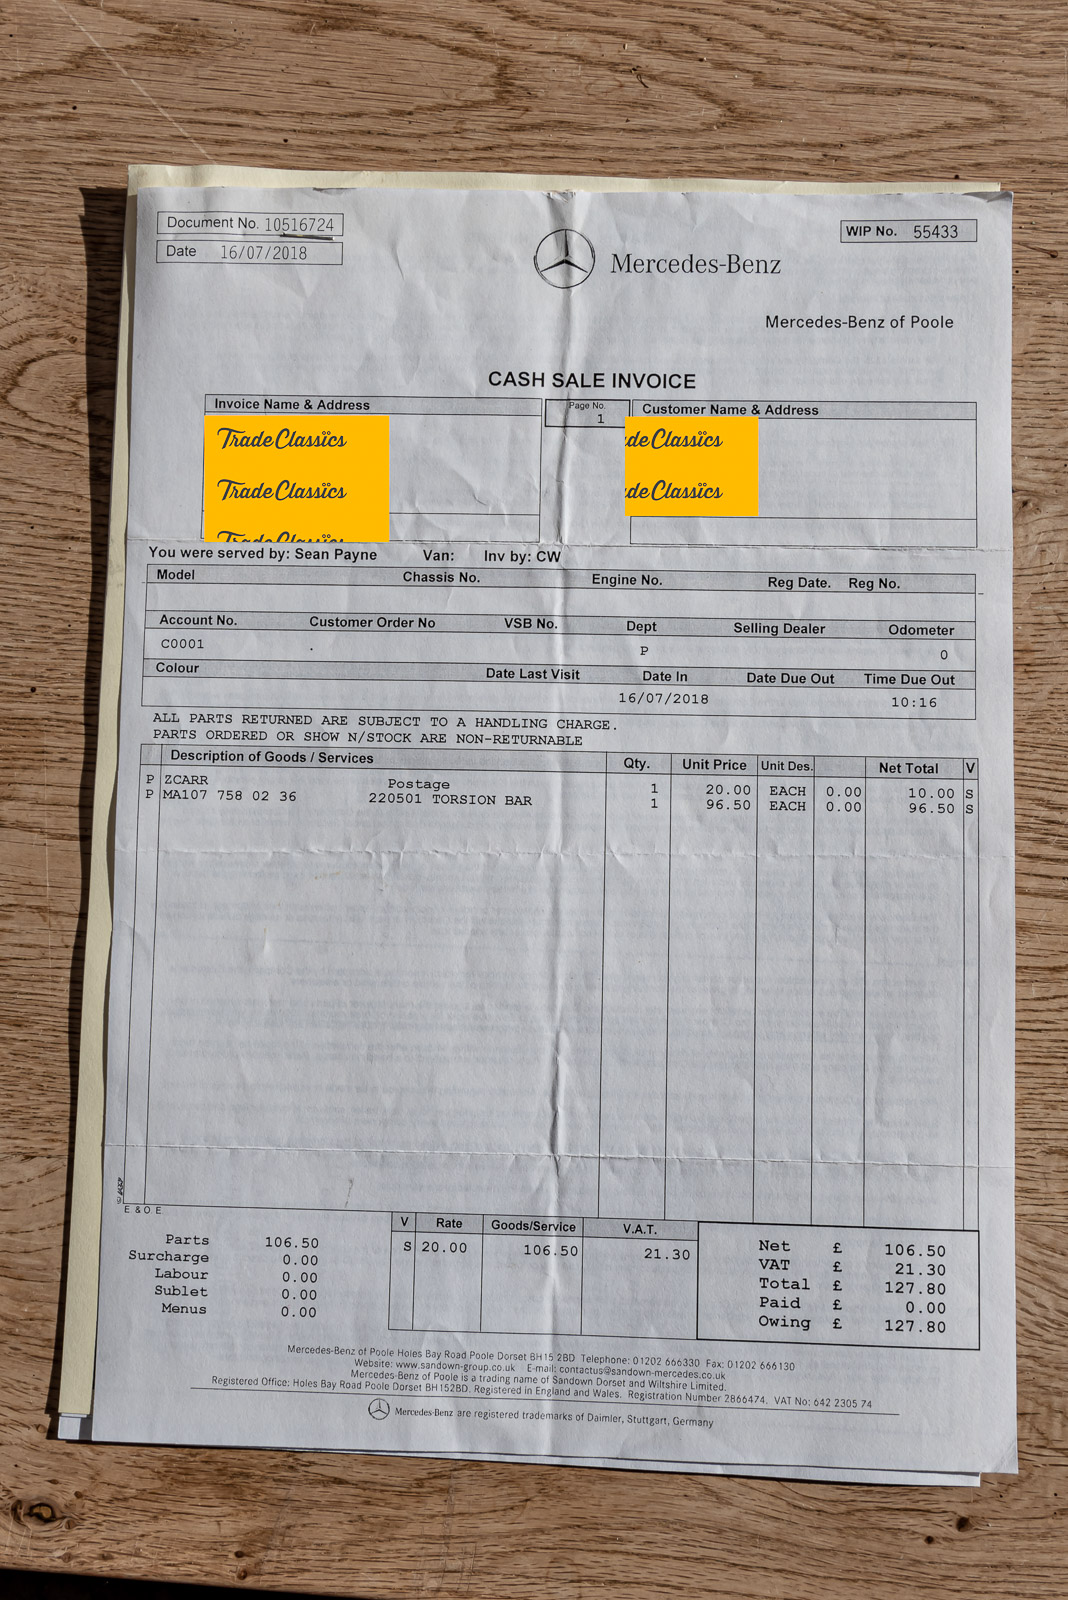 Document No. 10516724
Date 16/07/2018
WIP No. 55433
Mercedes-Benz
Mercedes-Benz of Poole
CASH SALE INVOICE
Invoice Name & Address
Page No.
1
Customer Name & Address
TradeClassics
TradeClassics
TradeClassics
deClassics
deClassics
You were served by: Sean Payne Van: Inv by: CW
Model Chassis No. Engine No. Reg Date. Reg No.
Account No. Customer Order No VSB No. Dept Selling Dealer Odometer
C0001 . P 0
Colour Date Last Visit Date In Date Due Out Time Due Out
16/07/2018 10:16
ALL PARTS RETURNED ARE SUBJECT TO A HANDLING CHARGE.
PARTS ORDERED OR SHOW N/STOCK ARE NON-RETURNABLE
Description of Goods / Services Qty. Unit Price Unit Des. Net Total V
P ZCARR Postage 1 20.00 EACH 0.00 10.00 S
P MA107 758 02 36 220501 TORSION BAR 1 96.50 EACH 0.00 96.50 S
E & O E
Parts 106.50
Surcharge 0.00
Labour 0.00
Sublet 0.00
Menus 0.00
V Rate Goods/Service V.A.T.
S 20.00 106.50 21.30
Net £ 106.50
VAT £ 21.30
Total £ 127.80
Paid £ 0.00
Owing £ 127.80
Mercedes-Benz of Poole Holes Bay Road Poole Dorset BH15 2BD Telephone: 01202 666330 Fax: 01202 666130
Website: www.sandown-group.co.uk E-mail: contactus@sandown-mercedes.co.uk
Mercedes-Benz of Poole is a trading name of Sandown Dorset and Wiltshire Limited.
Registered Office: Holes Bay Road Poole Dorset BH152BD. Registered in England and Wales. Registration Number 2866474. VAT No: 642 2305 74
Mercedes-Benz are registered trademarks of Daimler, Stuttgart, Germany